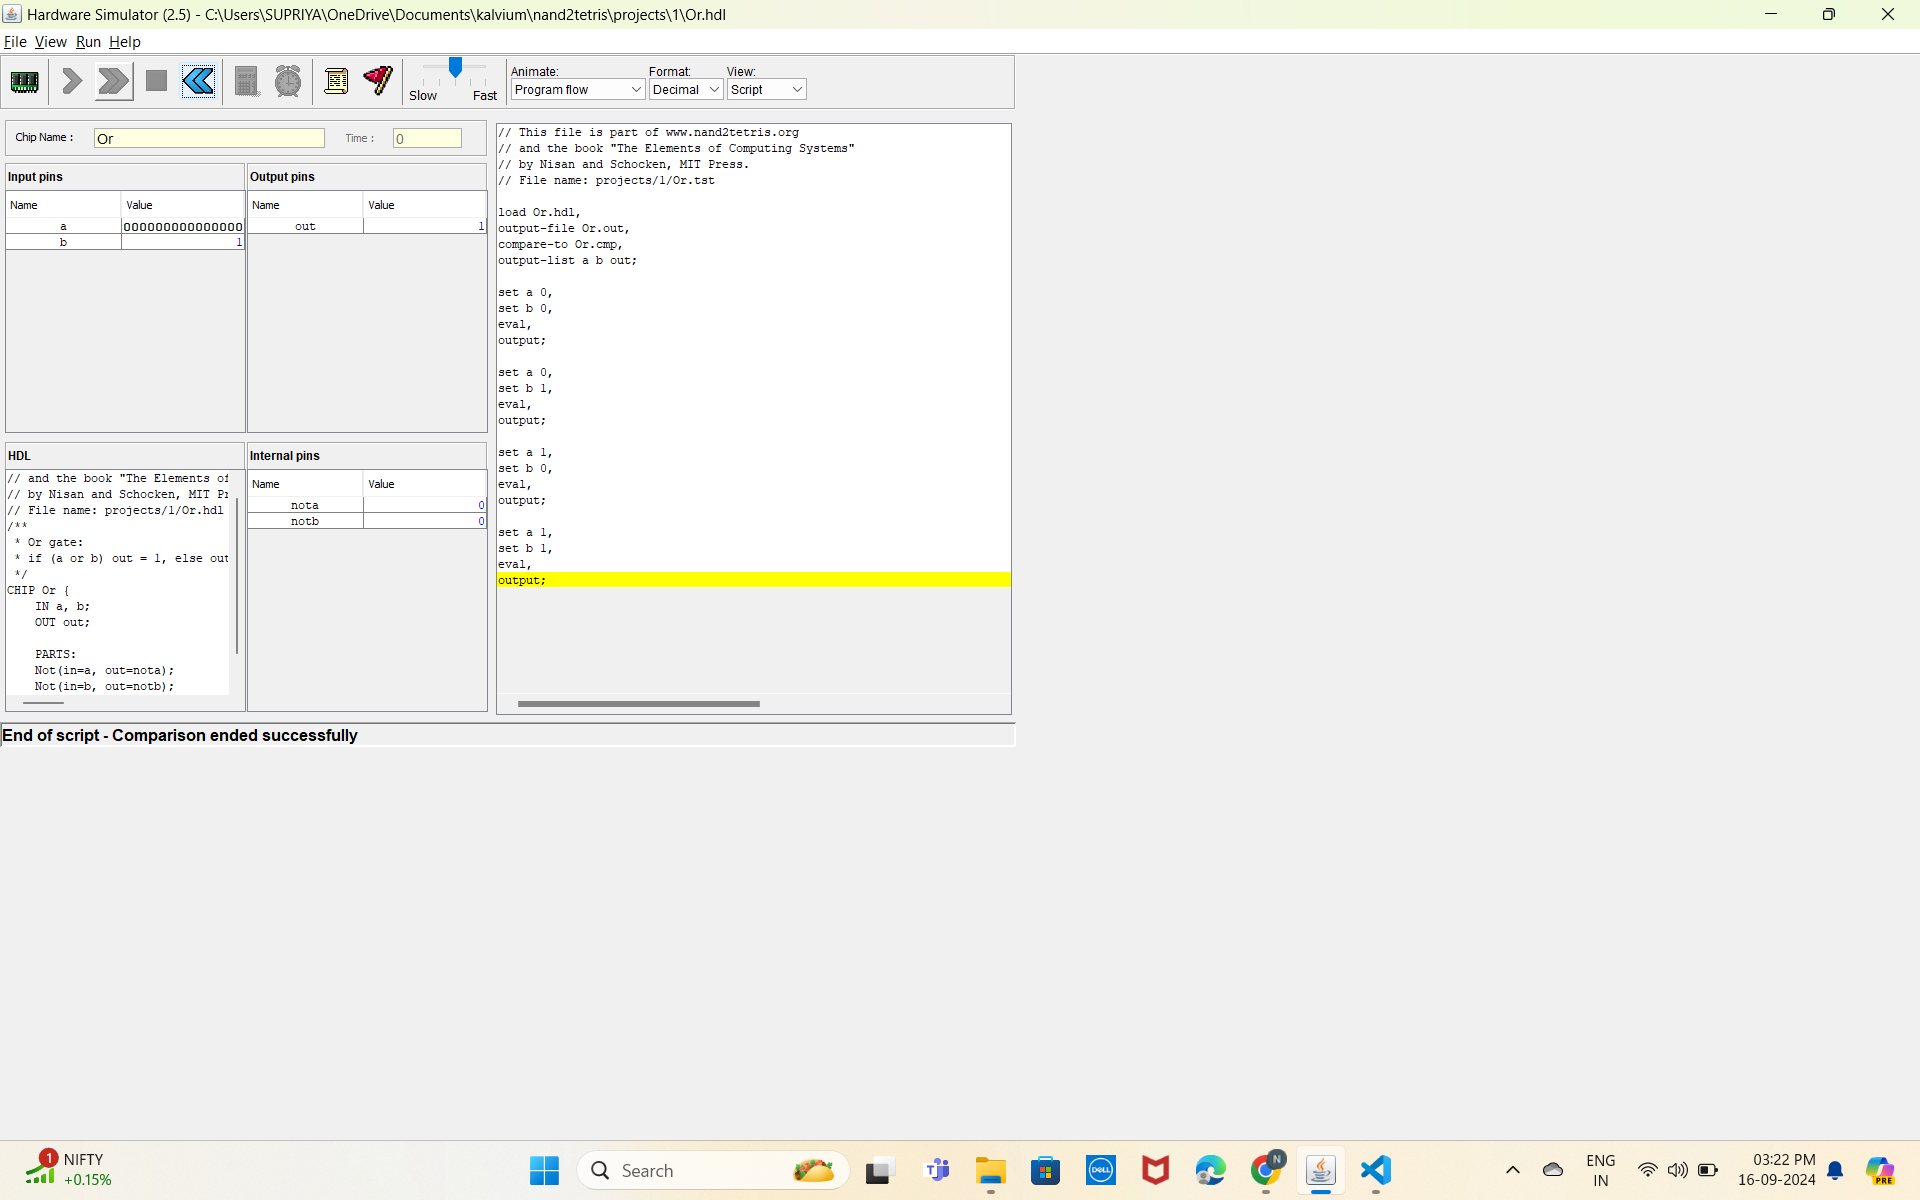 Hardware Simulator (2.5) - C:\Users\SUPRIYA\OneDrive\Documents\kalvium\nand2tetris\projects\1\Or.hdl
File View Run Help
Slow Fast
Animate:
Program flow
Format:
Decimal
View:
Script
Chip Name : Or Time : 0
Input pins
Name Value
a 000000000000000
b 1
Output pins
Name Value
out 1
HDL
// and the book "The Elements of
// by Nisan and Schocken, MIT Pr
// File name: projects/1/Or.hdl
/**
* Or gate:
* if (a or b) out = 1, else out
*/
CHIP Or {
IN a, b;
OUT out;
PARTS:
Not(in=a, out=nota);
Not(in=b, out=notb);
Internal pins
Name Value
nota 0
notb 0
// This file is part of www.nand2tetris.org
// and the book "The Elements of Computing Systems"
// by Nisan and Schocken, MIT Press.
// File name: projects/1/Or.tst
load Or.hdl,
output-file Or.out,
compare-to Or.cmp,
output-list a b out;
set a 0,
set b 0,
eval,
output;
set a 0,
set b 1,
eval,
output;
set a 1,
set b 0,
eval,
output;
set a 1,
set b 1,
eval,
output;
End of script - Comparison ended successfully
1
NIFTY
+0.15%
Search
DELL
N
ENG
IN
03:22 PM
16-09-2024
PRE